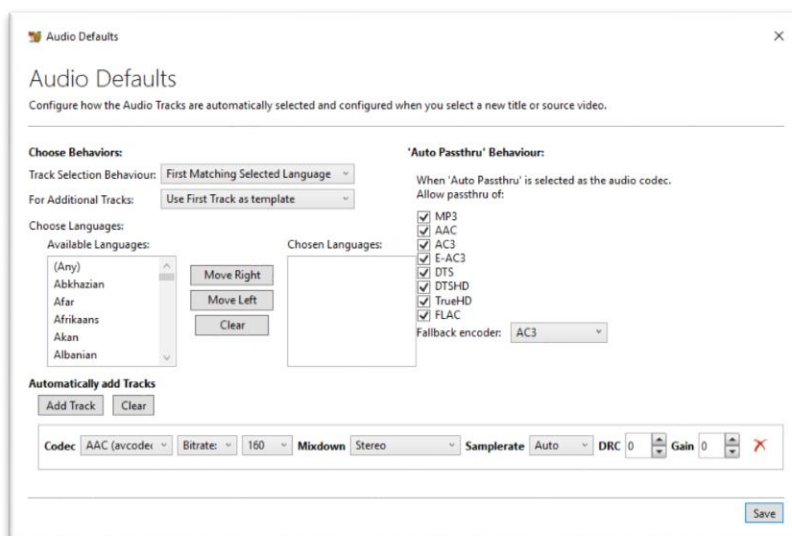 Audio Defaults
Audio Defaults
Configure how the Audio Tracks are automatically selected and configured when you select a new title or source video.
Choose Behaviors:
Track Selection Behaviour: First Matching Selected Language
For Additional Tracks: Use First Track as template
Choose Languages:
Available Languages:
(Any)
Abkhazian
Afar
Afrikaans
Akan
Albanian
Move Right
Move Left
Clear
Chosen Languages:
'Auto Passthru' Behaviour:
When 'Auto Passthru' is selected as the audio codec.
Allow passthru of:
MP3
AAC
AC3
E-AC3
DTS
DTSHD
TrueHD
FLAC
Fallback encoder: AC3
Automatically add Tracks
Add Track Clear
Codec AAC (avcodec Bitrate: 160 Mixdown Stereo Samplerate Auto DRC 0 Gain 0
Save